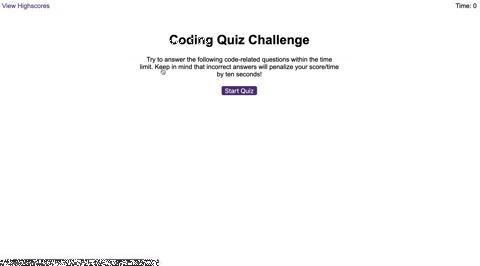 View Highscores
Time: 0
Coding Quiz Challenge
Try to answer the following code-related questions within the time
limit. Keep in mind that incorrect answers will penalize your score/time
by ten seconds!
Start Quiz